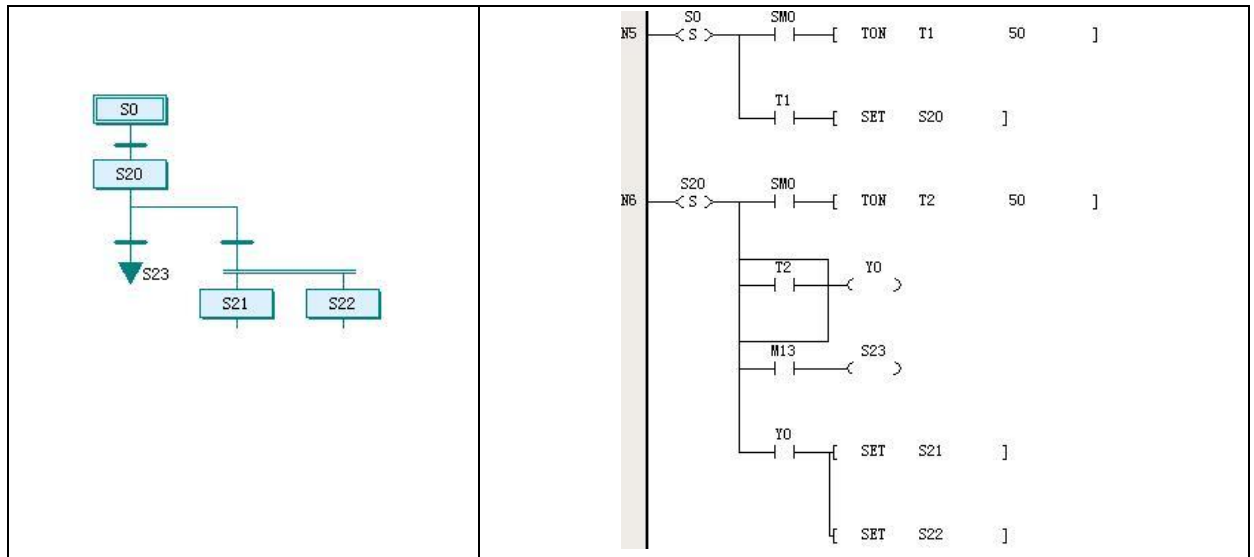 S0
S20
S23
S21 S22
S0 SM0
N5 S [ TON T1 50 ]
T1
[ SET S20 ]
S20 SM0
N6 S [ TON T2 50 ]
T2 Y0
M13 S23
Y0
[ SET S21 ]
[ SET S22 ]